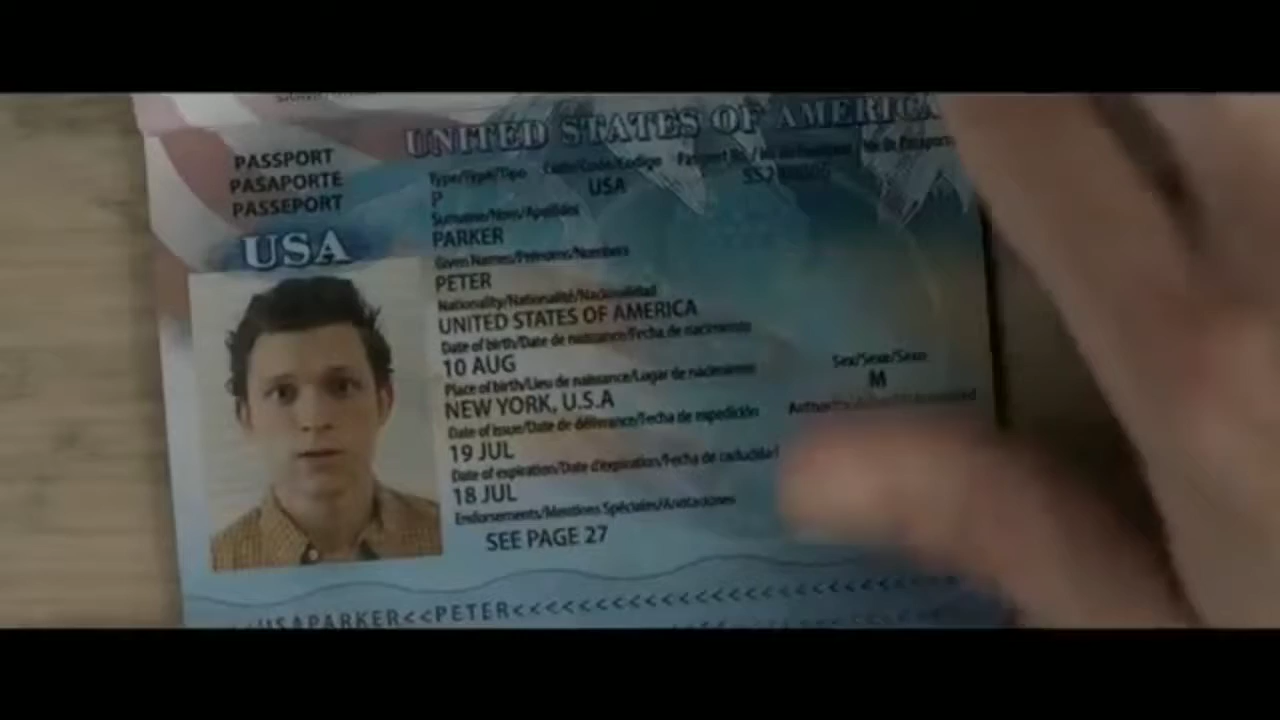 UNITED STATES OF AMERICA
PASSPORT
PASAPORTE
PASSEPORT
USA
Type/Type/Tipo Code/Code/Codigo
P USA
Surname/Nom/Apellidos
PARKER
Given Names/Prénoms/Nombres
PETER
Nationality/Nationalité/Nacionalidad
UNITED STATES OF AMERICA
Date of birth/Date de naissance/Fecha de nacimiento
10 AUG
Sex/Sexe/Sexo
M
Place of birth/Lieu de naissance/Lugar de nacimiento
NEW YORK, U.S.A
Date of issue/Date de délivrance/Fecha de expedición
19 JUL
Date of expiration/Date d'expiration/Fecha de caducidad
18 JUL
Endorsements/Mentions Spéciales/Anotaciones
SEE PAGE 27
USAPARKER<<PETER<<<<<<<<<<<<<<<<<<<<<<<<